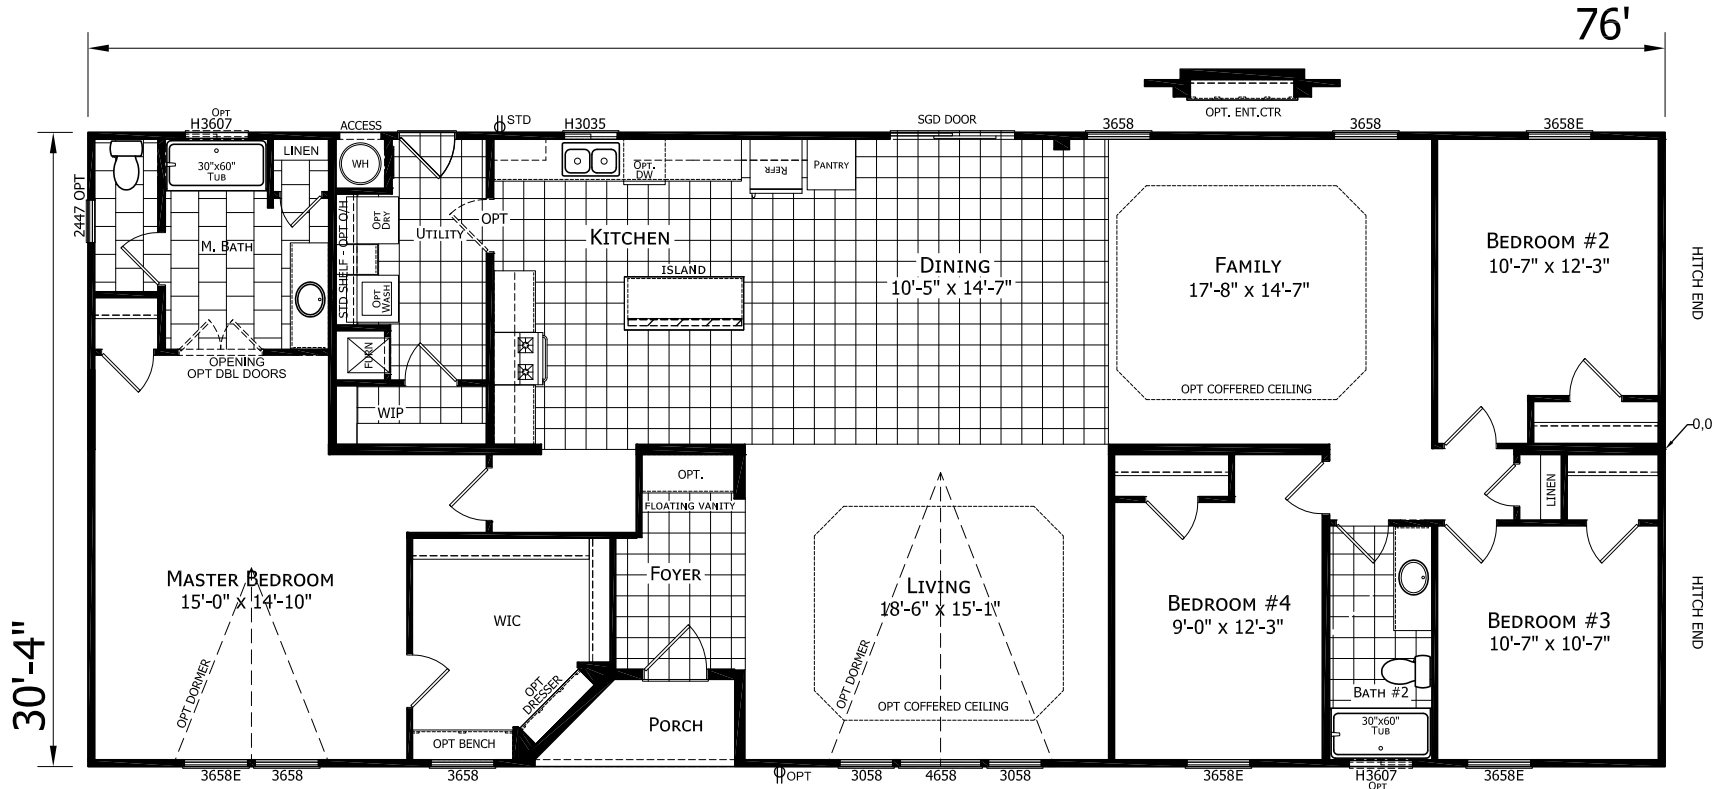 76'
OPT. ENT.CTR
OPT
H3607
ACCESS
STD
H3035
SGD DOOR
3658
3658
3658E
30"x60"
TUB
LINEN
WH
OPT.
DW
REFR
PANTRY
2447 OPT
M. BATH
STD SHELF - OPT O/H
OPT
DRY
UTILITY
OPT
KITCHEN
ISLAND
DINING
10'-5" x 14'-7"
FAMILY
17'-8" x 14'-7"
BEDROOM #2
10'-7" x 12'-3"
HITCH END
OPT
WASH
FURN
OPENING
OPT DBL DOORS
OPT COFFERED CEILING
WIP
0,0
OPT.
FLOATING VANITY
LINEN
MASTER BEDROOM
15'-0" x 14'-10"
WIC
FOYER
LIVING
18'-6" x 15'-1"
BEDROOM #4
9'-0" x 12'-3"
BEDROOM #3
10'-7" x 10'-7"
HITCH END
30'-4"
OPT DORMER
OPT
DRESSER
OPT DORMER
BATH #2
OPT COFFERED CEILING
PORCH
30"x60"
TUB
OPT BENCH
3658E
3658
3658
OPT
3058
4658
3058
3658E
H3607
OPT
3658E